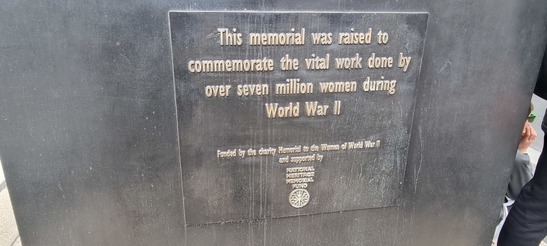 This memorial was raised to
commemorate the vital work done by
over seven million women during
World War II
Funded by the charity Memorial to the Women of World War II
and supported by
NATIONAL
HERITAGE
MEMORIAL
FUND